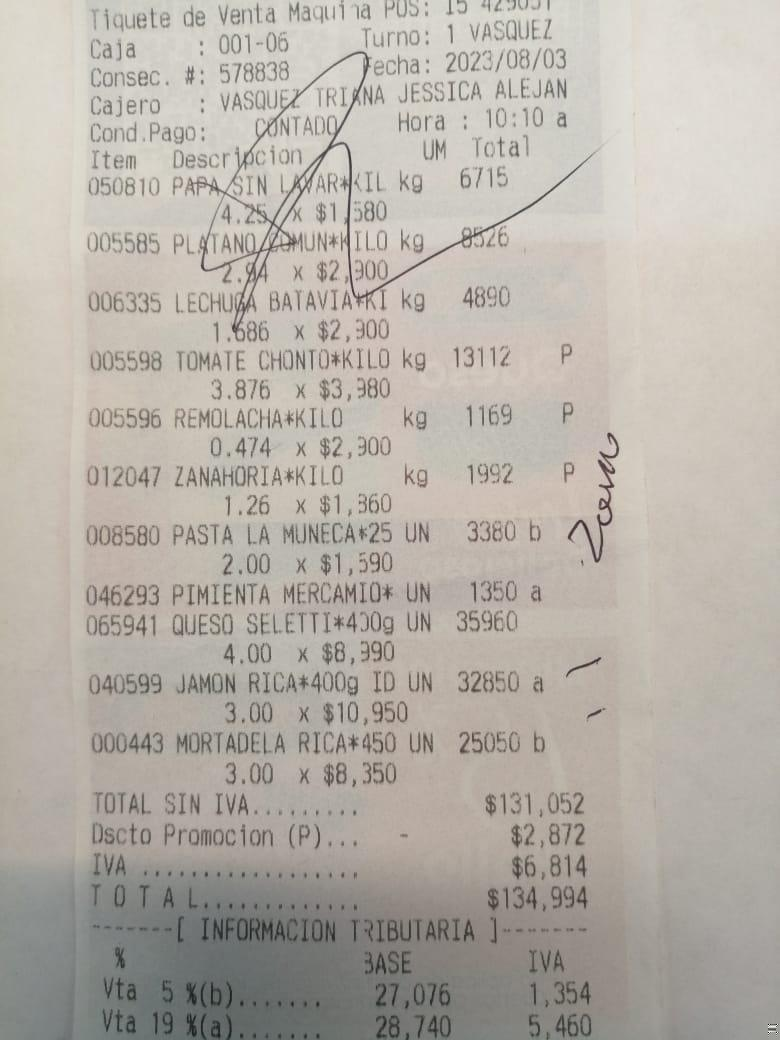 Tiquete de Venta Maquina POS: 15 429051
Caja : 001-06 Turno: 1 VASQUEZ
Consec. #: 578838 Fecha: 2023/08/03
Cajero : VASQUEZ TRIANA JESSICA ALEJAN
Cond.Pago: CONTADO Hora : 10:10 a
Item Descripcion UM Total
050810 PAPA SIN LAVAR*KIL kg 6715
4.25 x $1,580
005585 PLATANO COMUN*KILO kg 8526
2.94 x $2,900
006335 LECHUGA BATAVIA*KI kg 4890
1.686 x $2,900
005598 TOMATE CHONTO*KILO kg 13112 P
3.876 x $3,980
005596 REMOLACHA*KILO kg 1169 P
0.474 x $2,900
012047 ZANAHORIA*KILO kg 1992 P
1.26 x $1,860
008580 PASTA LA MUNECA*25 UN 3380 b
2.00 x $1,590
046293 PIMIENTA MERCAMIO* UN 1350 a
065941 QUESO SELETTI*400g UN 35960
4.00 x $8,990
040599 JAMON RICA*400g ID UN 32850 a
3.00 x $10,950
000443 MORTADELA RICA*450 UN 25050 b
3.00 x $8,350
TOTAL SIN IVA......... $131,052
Dscto Promocion (P)... - $2,872
IVA .................. $6,814
T O T A L............. $134,994
-------[ INFORMACION TRIBUTARIA ]-------
% BASE IVA
Vta 5 %(b)....... 27,076 1,354
Vta 19 %(a)....... 28,740 5,460